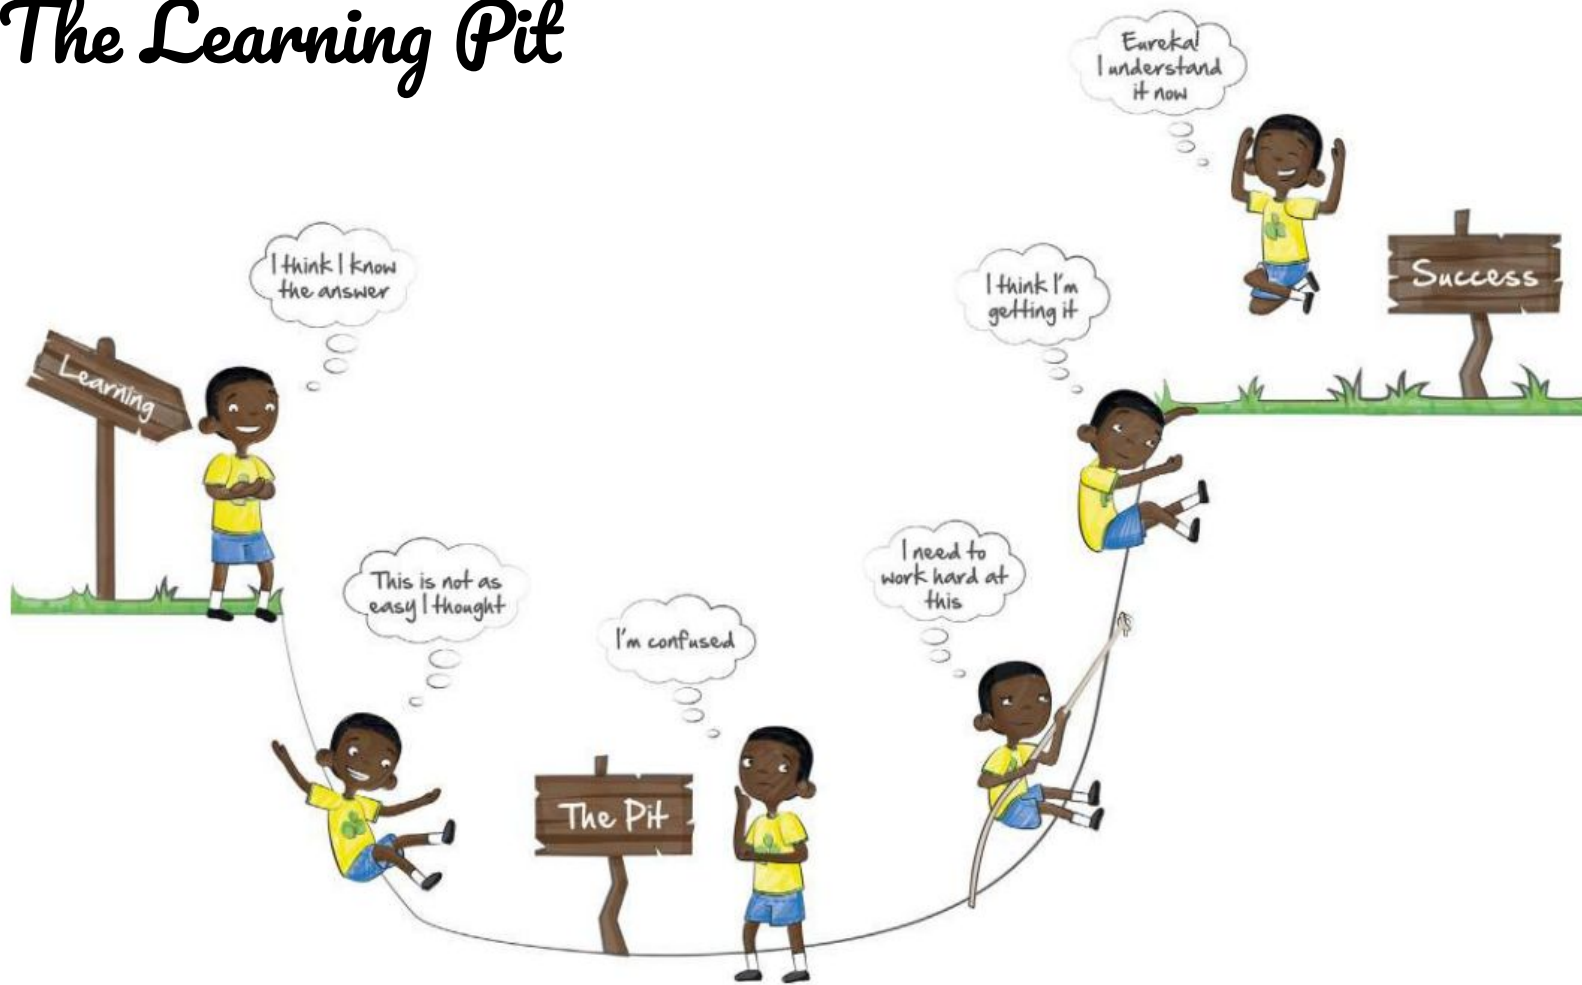 The Learning Pit
Eureka!
I understand
it now
I think I know
the answer
I think I'm
getting it
Success
Learning
I need to
work hard at
this
This is not as
easy I thought
I'm confused
The Pit